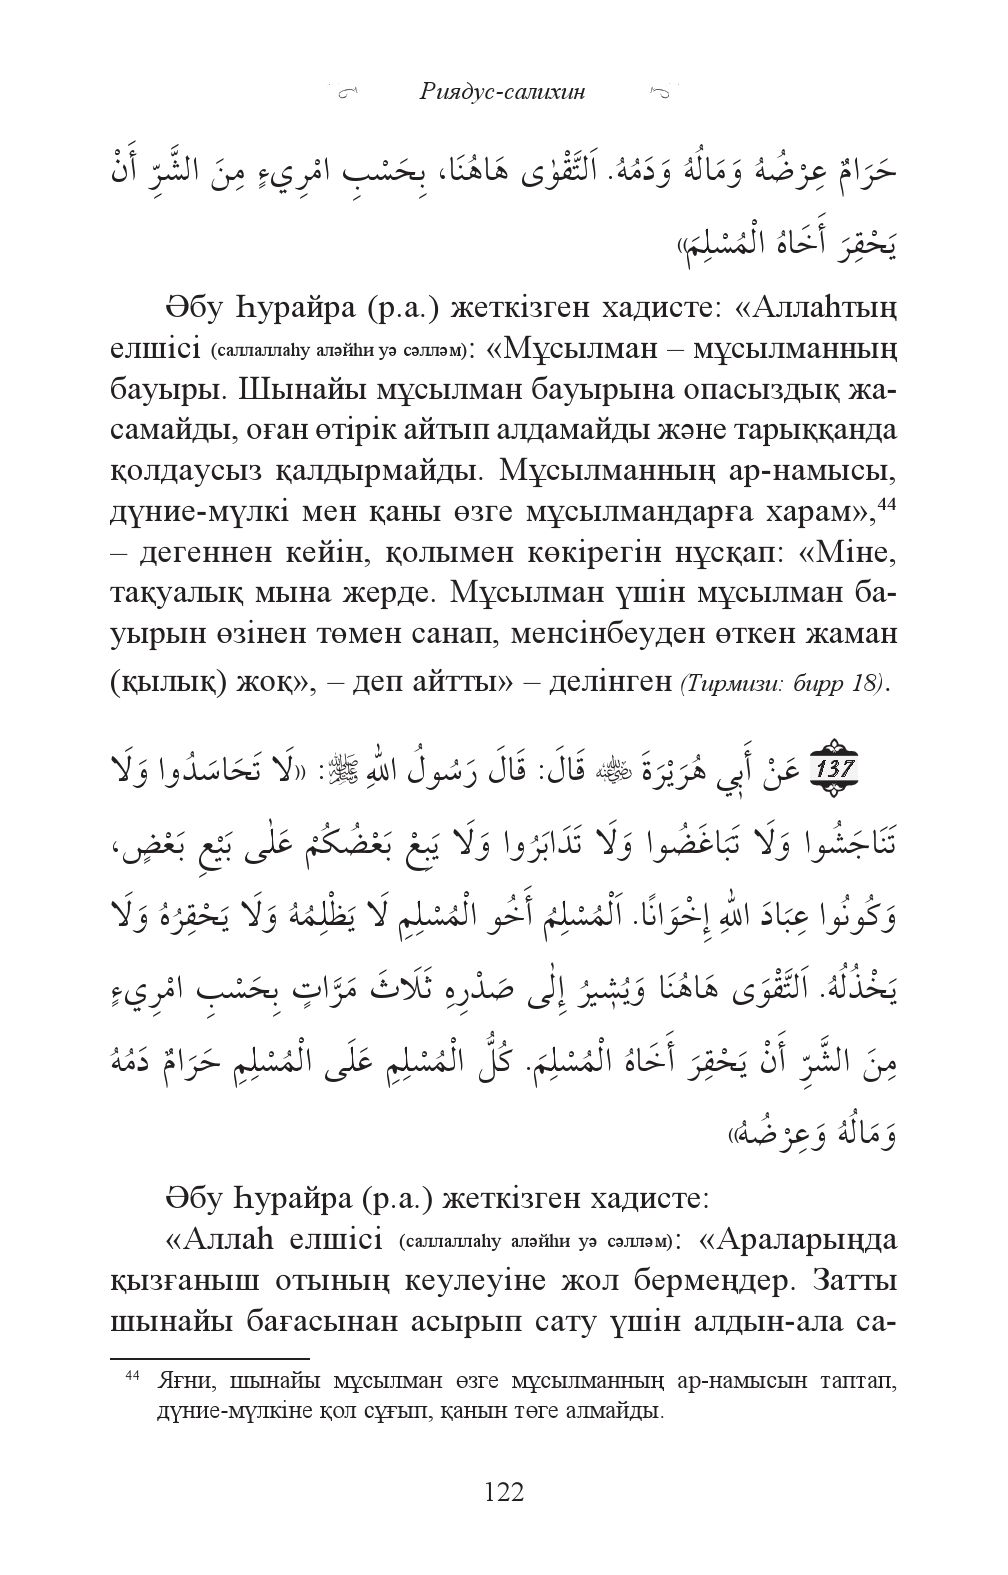 Риядус-салихин
حَرَامٌ عِرْضُهُ وَمَالُهُ وَدَمُهُ. اَلتَّقْوٰى هَاهُنَا، بِحَسْبِ امْرِيءٍ مِنَ الشَّرِّ أَنْ
يَحْقِرَ أَخَاهُ الْمُسْلِمَ»
Әбу Һурайра (р.а.) жеткізген хадисте: «Аллаһтың
елшісі (саллаллаһу аләйһи уә сәлләм): «Мұсылман – мұсылманның
бауыры. Шынайы мұсылман бауырына опасыздық жа-
самайды, оған өтірік айтып алдамайды және тарыққанда
қолдаусыз қалдырмайды. Мұсылманның ар-намысы,
дүние-мүлкі мен қаны өзге мұсылмандарға харам»,44
– дегеннен кейін, қолымен көкірегін нұсқап: «Міне,
тақуалық мына жерде. Мұсылман үшін мұсылман ба-
уырын өзінен төмен санап, менсінбеуден өткен жаман
(қылық) жоқ», – деп айтты» – делінген (Тирмизи: бирр 18).
137 عَنْ أَبِي هُرَيْرَةَ ﵁ قَالَ: قَالَ رَسُولُ اللهِ ﷺ: «لَا تَحَاسَدُوا وَلَا
تَنَاجَشُوا وَلَا تَبَاغَضُوا وَلَا تَدَابَرُوا وَلَا يَبِعْ بَعْضُكُمْ عَلٰى بَيْعِ بَعْضٍ،
وَكُونُوا عِبَادَ اللهِ إِخْوَانًا. اَلْمُسْلِمُ أَخُو الْمُسْلِمِ لَا يَظْلِمُهُ وَلَا يَحْقِرُهُ وَلَا
يَخْذُلُهُ. اَلتَّقْوَى هَاهُنَا وَيُشِيرُ إِلٰى صَدْرِهِ ثَلَاثَ مَرَّاتٍ بِحَسْبِ امْرِيءٍ
مِنَ الشَّرِّ أَنْ يَحْقِرَ أَخَاهُ الْمُسْلِمَ. كُلُّ الْمُسْلِمِ عَلَى الْمُسْلِمِ حَرَامٌ دَمُهُ
وَمَالُهُ وَعِرْضُهُ»
Әбу Һурайра (р.а.) жеткізген хадисте:
«Аллаһ елшісі (саллаллаһу аләйһи уә сәлләм): «Араларыңда
қызғаныш отының кеулеуіне жол бермеңдер. Затты
шынайы бағасынан асырып сату үшін алдын-ала са-
44 Яғни, шынайы мұсылман өзге мұсылманның ар-намысын таптап,
дүние-мүлкіне қол сұғып, қанын төге алмайды.
122